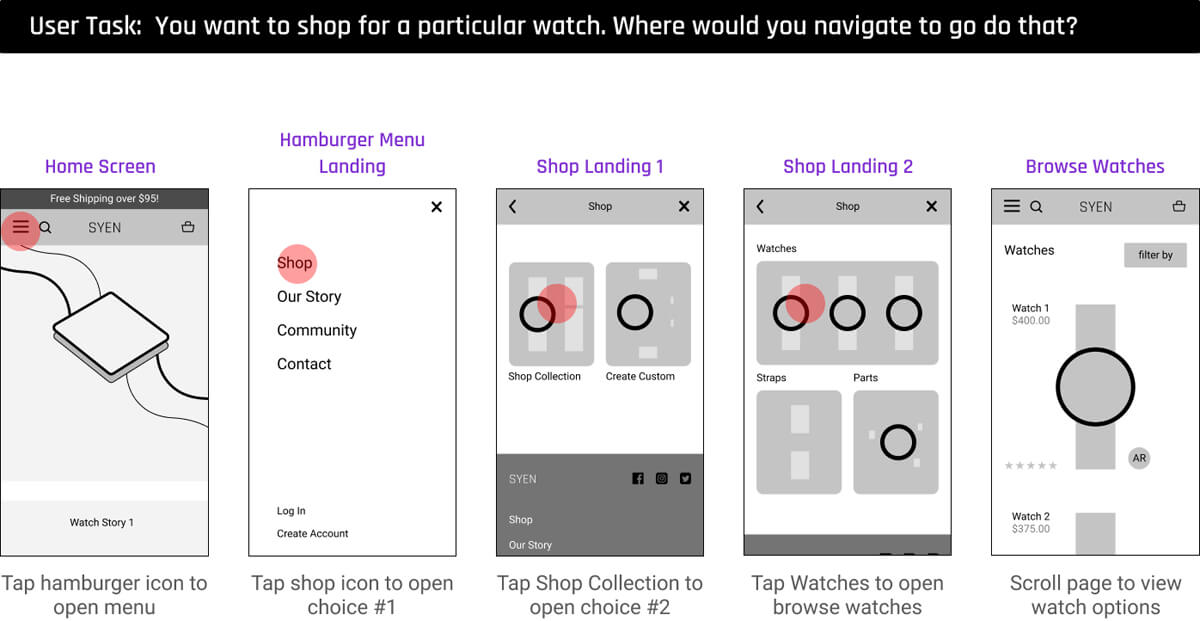 User Task:  You want to shop for a particular watch. Where would you navigate to go do that?
Home Screen
Free Shipping over $95!
SYEN
Watch Story 1
Tap hamburger icon to
open menu
Hamburger Menu
Landing
Shop
Our Story
Community
Contact
Log In
Create Account
Tap shop icon to open
choice #1
Shop Landing 1
Shop
Shop Collection
Create Custom
SYEN
Shop
Our Story
Tap Shop Collection to
open choice #2
Shop Landing 2
Shop
Watches
Straps
Parts
Tap Watches to open
browse watches
Browse Watches
SYEN
Watches
filter by
Watch 1
$400.00
AR
Watch 2
$375.00
Scroll page to view
watch options